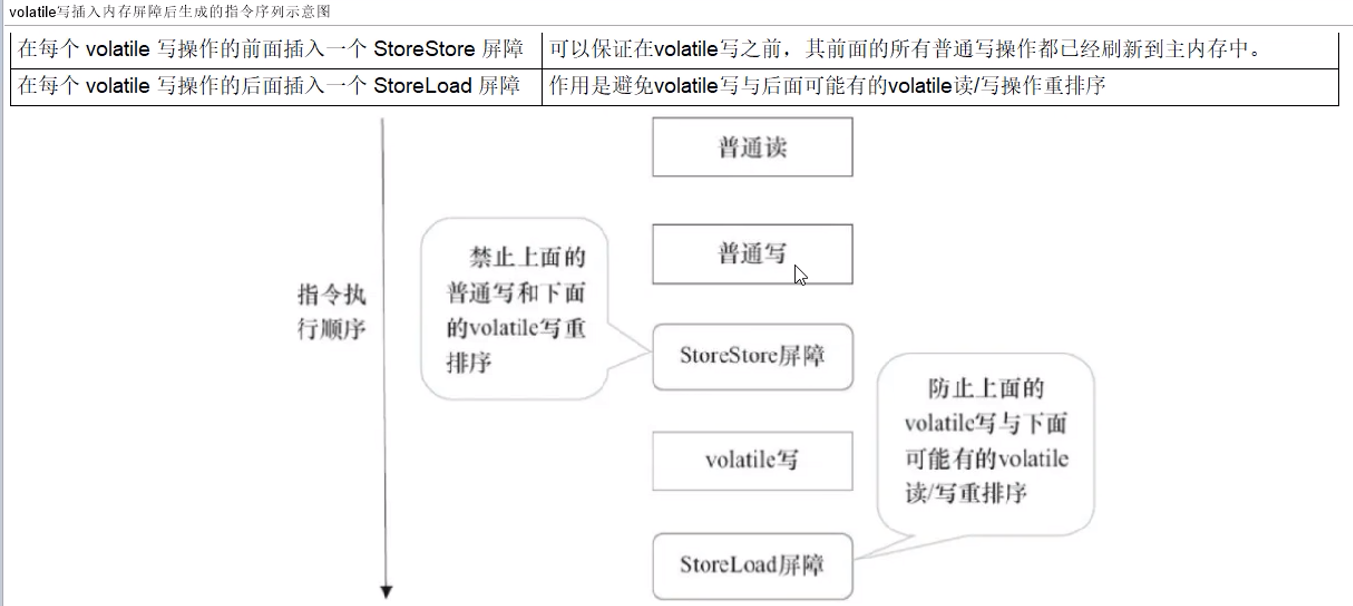 volatile写插入内存屏障后生成的指令序列示意图
在每个 volatile 写操作的前面插入一个 StoreStore 屏障
可以保证在volatile写之前，其前面的所有普通写操作都已经刷新到主内存中。
在每个 volatile 写操作的后面插入一个 StoreLoad 屏障
作用是避免volatile写与后面可能有的volatile读/写操作重排序
普通读
普通写
禁止上面的
普通写和下面
的volatile写重
排序
指令执
行顺序
StoreStore屏障
防止上面的
volatile写与下面
可能有的volatile
读/写重排序
volatile写
StoreLoad屏障